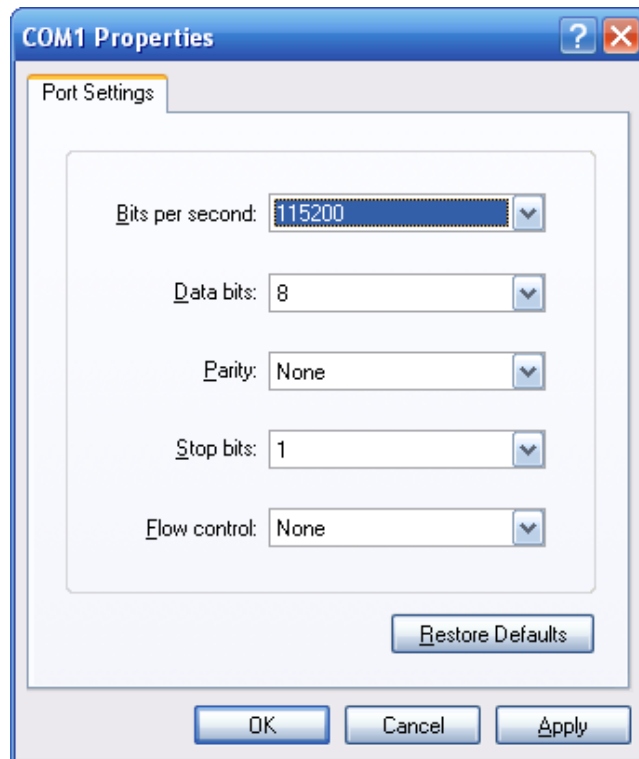 COM1 Properties
Port Settings
Bits per second: 115200
Data bits: 8
Parity: None
Stop bits: 1
Flow control: None
Restore Defaults
OK Cancel Apply